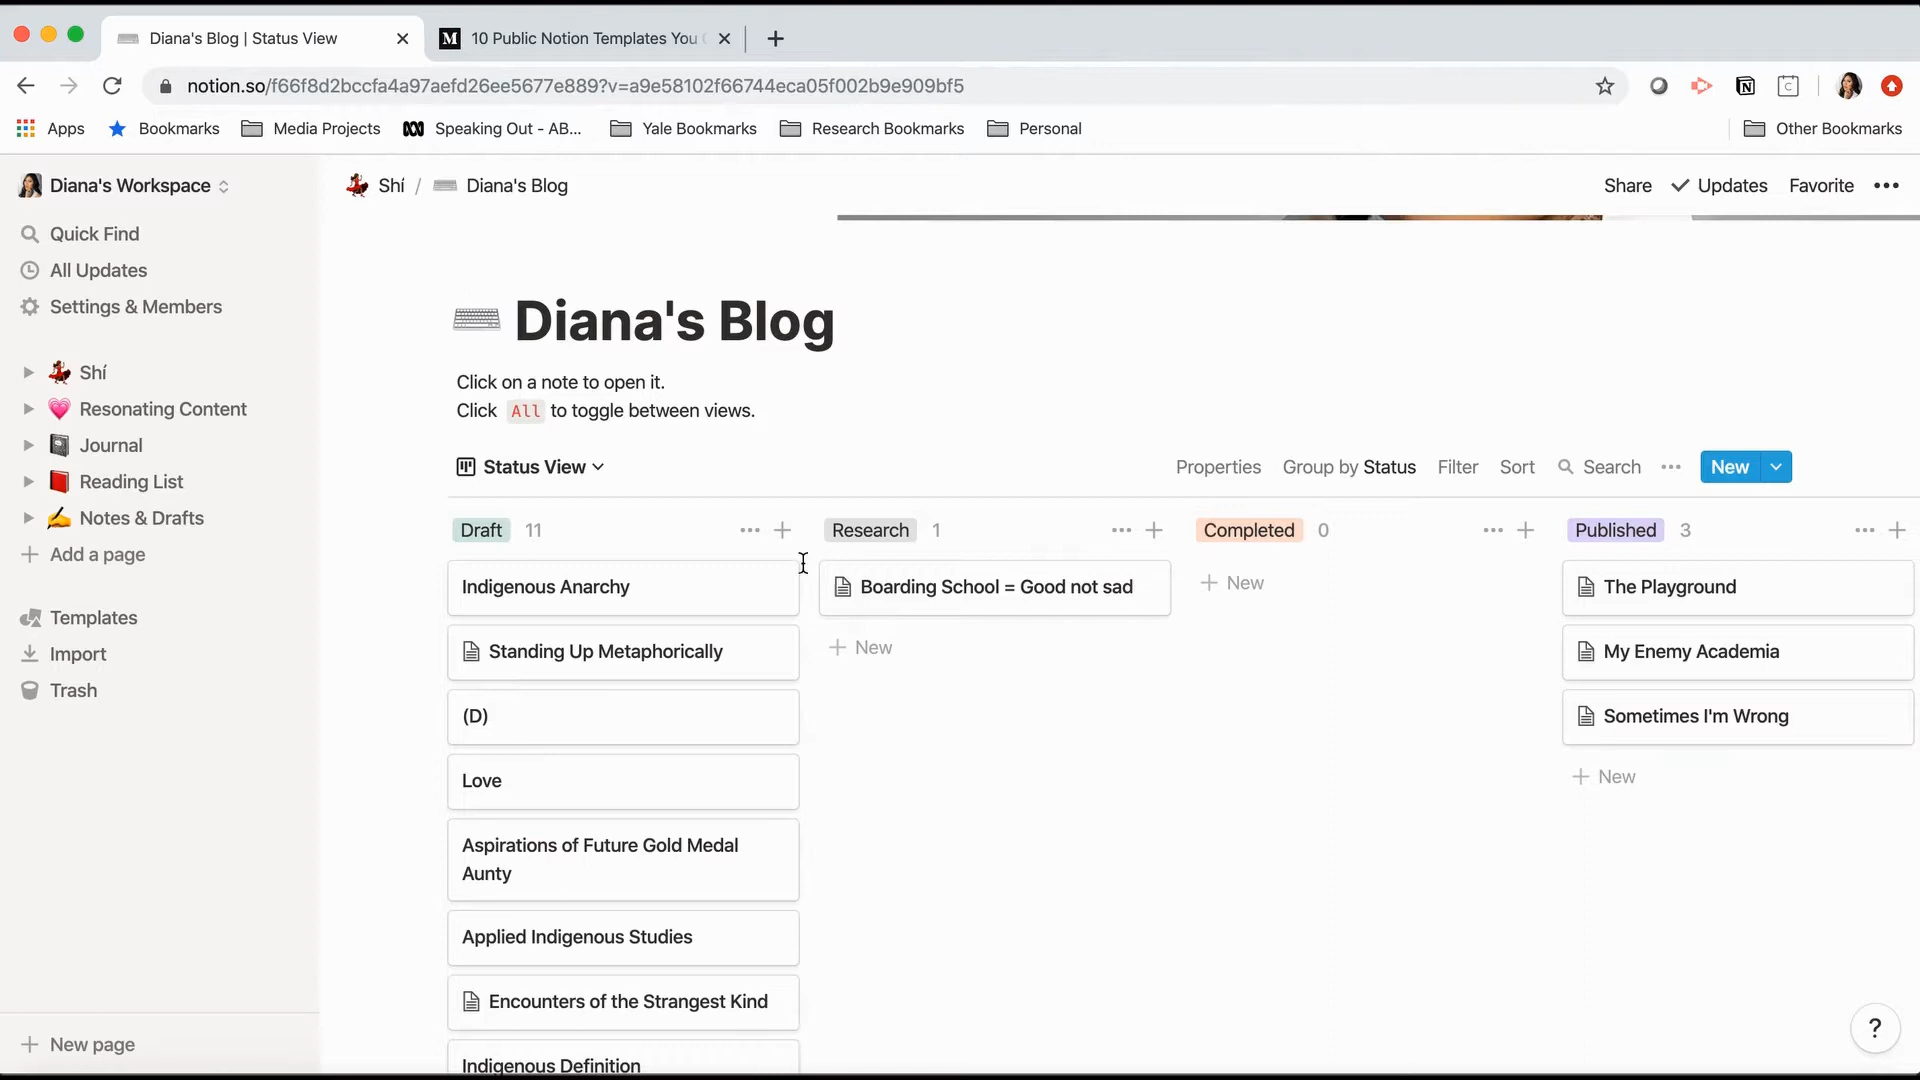 Diana's Blog | Status View
10 Public Notion Templates You
notion.so/f66f8d2bccfa4a97aefd26ee5677e889?v=a9e58102f66744eca05f002b9e909bf5
Apps Bookmarks Media Projects Speaking Out - AB... Yale Bookmarks Research Bookmarks Personal Other Bookmarks
Diana's Workspace
Shí / Diana's Blog
Share Updates Favorite
Quick Find
All Updates
Settings & Members
Shí
Resonating Content
Journal
Reading List
Notes & Drafts
Add a page
Templates
Import
Trash
New page
Diana's Blog
Click on a note to open it.
Click All to toggle between views.
Status View
Properties Group by Status Filter Sort Search New
Draft 11
Indigenous Anarchy
Standing Up Metaphorically
(D)
Love
Aspirations of Future Gold Medal
Aunty
Applied Indigenous Studies
Encounters of the Strangest Kind
Indigenous Definition
Research 1
Boarding School = Good not sad
New
Completed 0
New
Published 3
The Playground
My Enemy Academia
Sometimes I'm Wrong
New
?